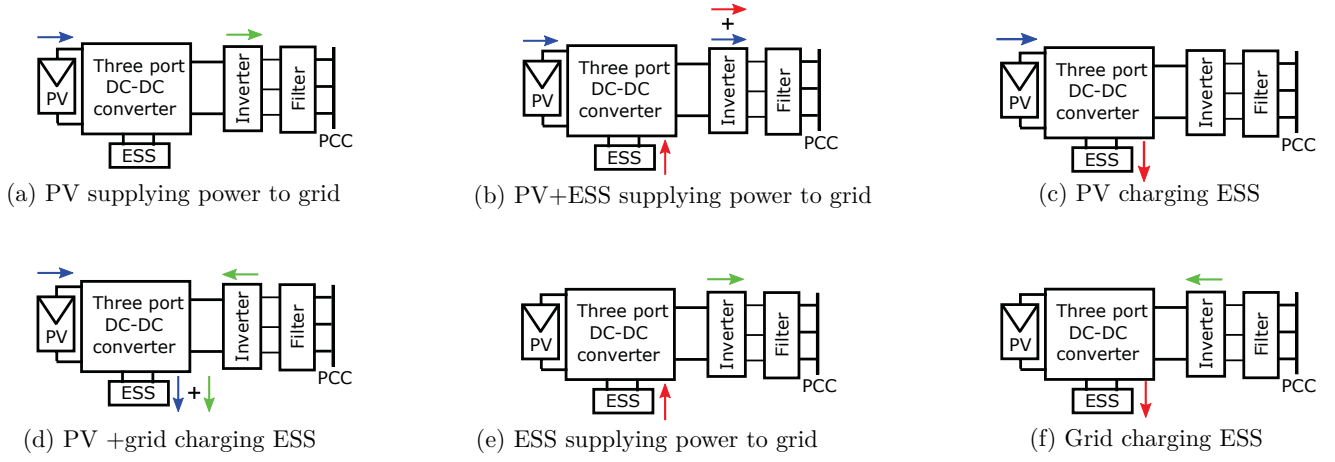 PV
Three port
DC-DC
converter
Inverter
Filter
ESS
PCC
(a) PV supplying power to grid
PV
Three port
DC-DC
converter
+
Inverter
Filter
ESS
PCC
(b) PV+ESS supplying power to grid
PV
Three port
DC-DC
converter
Inverter
Filter
ESS
PCC
(c) PV charging ESS
PV
Three port
DC-DC
converter
Inverter
Filter
ESS
+
PCC
(d) PV +grid charging ESS
PV
Three port
DC-DC
converter
Inverter
Filter
ESS
PCC
(e) ESS supplying power to grid
PV
Three port
DC-DC
converter
Inverter
Filter
ESS
PCC
(f) Grid charging ESS